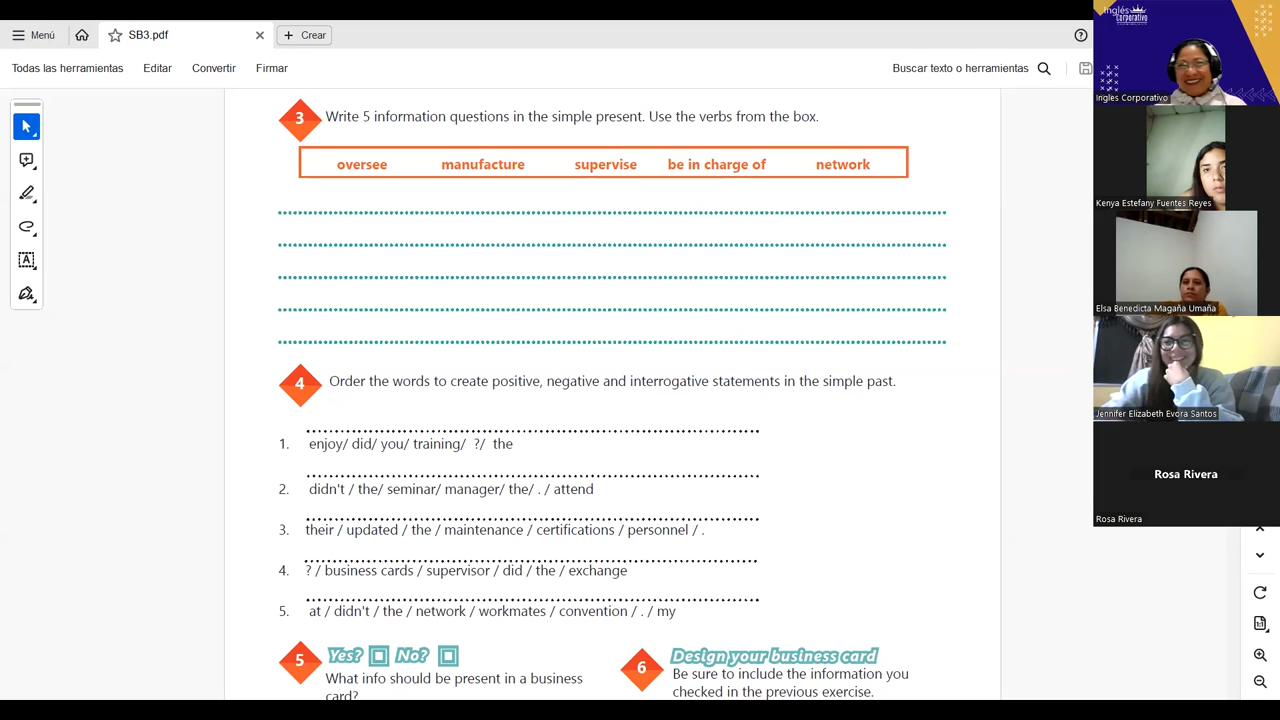 Menú
SB3.pdf
Crear
Todas las herramientas
Editar
Convertir
Firmar
Buscar texto o herramientas
3
Write 5 information questions in the simple present. Use the verbs from the box.
oversee manufacture supervise be in charge of network
4
Order the words to create positive, negative and interrogative statements in the simple past.
1. enjoy/ did/ you/ training/ ?/ the
2. didn't / the/ seminar/ manager/ the/ . / attend
3. their / updated / the / maintenance / certifications / personnel / .
4. ? / business cards / supervisor / did / the / exchange
5. at / didn't / the / network / workmates / convention / . / my
5
Yes? No?
What info should be present in a business
card?
6
Design your business card
Be sure to include the information you
checked in the previous exercise.
Inglés
Corporativo
Ingles Corporativo
Kenya Estefany Fuentes Reyes
Elsa Benedicta Magaña Umaña
Jennifer Elizabeth Evora Santos
Rosa Rivera
Rosa Rivera